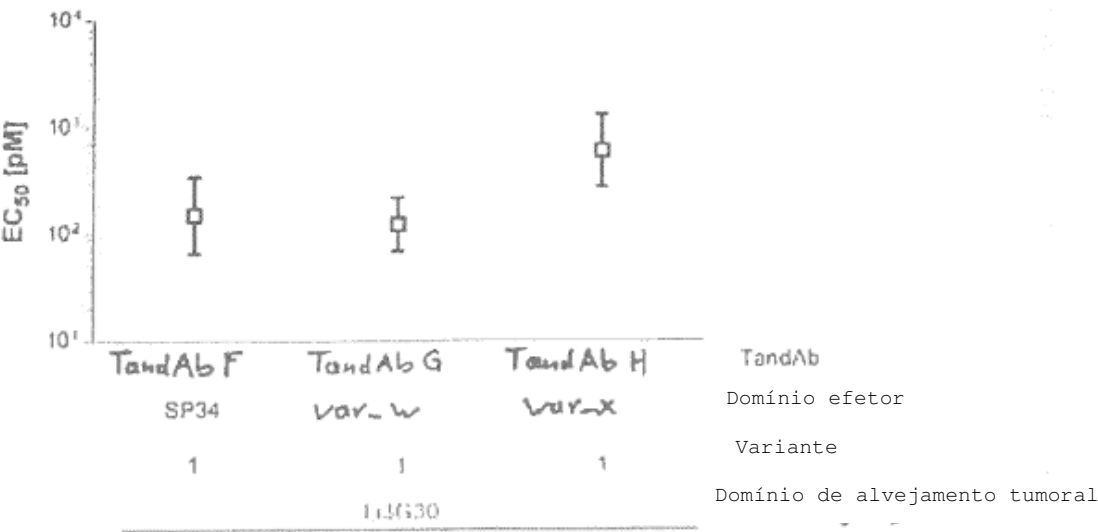 10⁴
10³
EC₅₀ [pM]
10²
10¹
TandAb F TandAb G TandAb H TandAb
SP34 var_w var_x Domínio efetor
1 1 1 Variante
Domínio de alvejamento tumoral